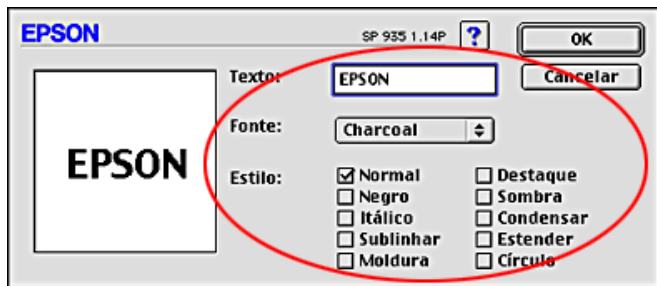 EPSON SP 935 1.14P ? OK
Texto: EPSON Cancelar
Fonte: Charcoal
EPSON
Estilo: Normal Destaque
Negro Sombra
Itálico Condensar
Sublinhar Estender
Moldura Círculo